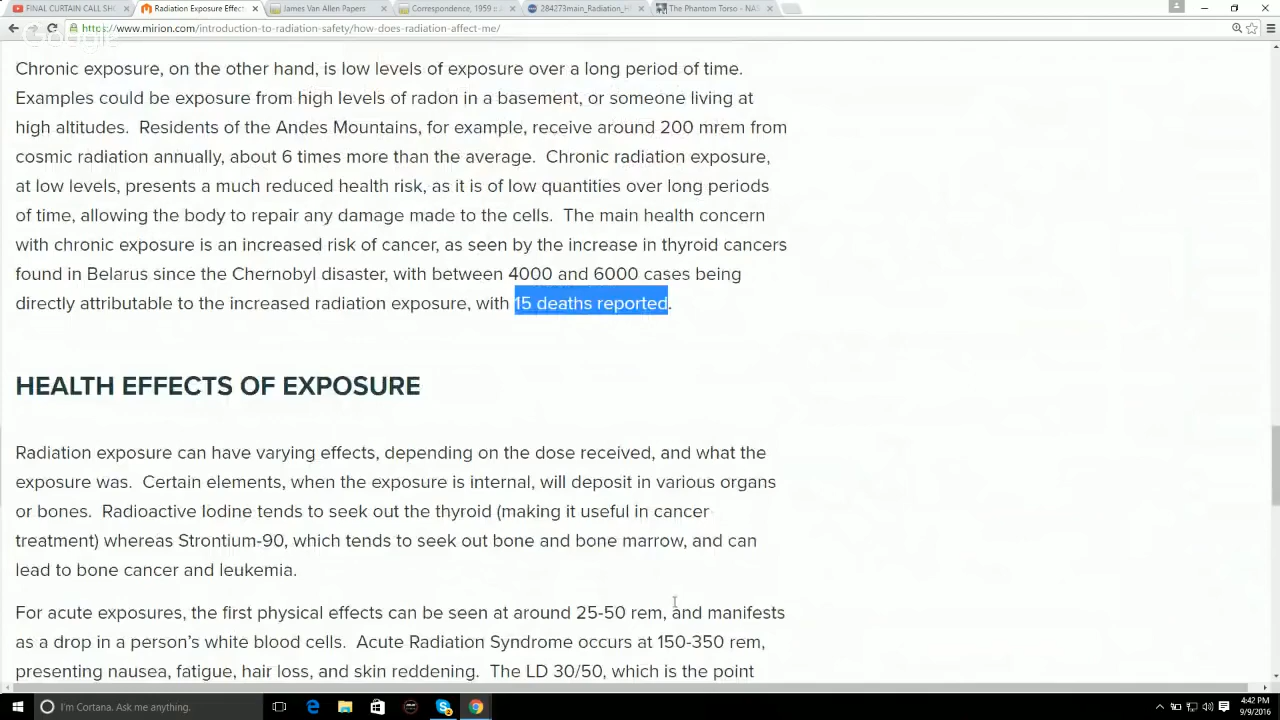 FINAL CURTAIN CALL SH
Radiation Exposure Effec
James Van Allen Papers
Correspondence, 1959 c
284273main_Radiation_H
The Phantom Torso - NAS
https://www.mirion.com/introduction-to-radiation-safety/how-does-radiation-affect-me/
Chronic exposure, on the other hand, is low levels of exposure over a long period of time.
Examples could be exposure from high levels of radon in a basement, or someone living at
high altitudes. Residents of the Andes Mountains, for example, receive around 200 mrem from
cosmic radiation annually, about 6 times more than the average. Chronic radiation exposure,
at low levels, presents a much reduced health risk, as it is of low quantities over long periods
of time, allowing the body to repair any damage made to the cells. The main health concern
with chronic exposure is an increased risk of cancer, as seen by the increase in thyroid cancers
found in Belarus since the Chernobyl disaster, with between 4000 and 6000 cases being
directly attributable to the increased radiation exposure, with 15 deaths reported.
HEALTH EFFECTS OF EXPOSURE
Radiation exposure can have varying effects, depending on the dose received, and what the
exposure was. Certain elements, when the exposure is internal, will deposit in various organs
or bones. Radioactive Iodine tends to seek out the thyroid (making it useful in cancer
treatment) whereas Strontium-90, which tends to seek out bone and bone marrow, and can
lead to bone cancer and leukemia.
For acute exposures, the first physical effects can be seen at around 25-50 rem, and manifests
as a drop in a person's white blood cells. Acute Radiation Syndrome occurs at 150-350 rem,
presenting nausea, fatigue, hair loss, and skin reddening. The LD 30/50, which is the point
I'm Cortana. Ask me anything.
4:42 PM
9/9/2016